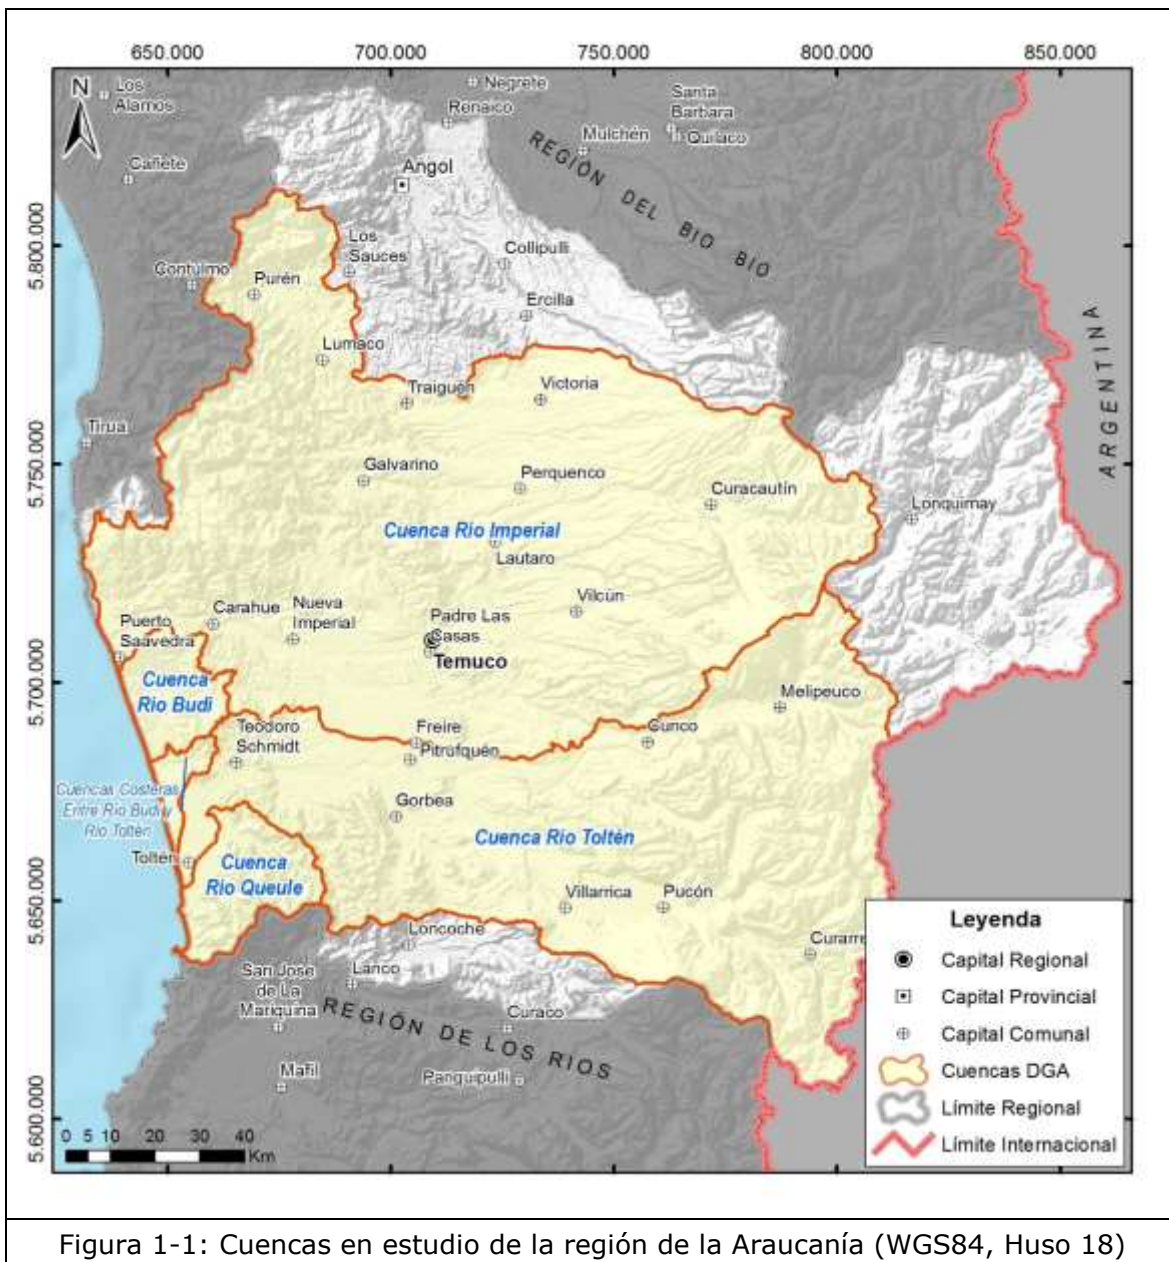 650.000
700.000
750.000
800.000
850.000
N
Los
Alamos
Negrete
Renaico
Santa
Barbara
Quilaco
Mulchén
Cañete
Angol
REGIÓN DEL BIO BIO
5.800.000
Los
Sauces
Collipulli
Contulmo
Purén
Ercilla
Lumaco
ARGENTINA
Traiguén
Victoria
Tirua
5.750.000
Galvarino
Perquenco
Curacautín
Lonquimay
Cuenca Rio Imperial
Lautaro
Vilcún
Carahue
Nueva
Imperial
Padre Las
Casas
Puerto
Saavedra
Temuco
5.700.000
Cuenca
Rio Budi
Melipeuco
Teodoro
Schmidt
Freire
Cunco
Pitrufquén
Cuencas Costeras
Entre Rio Budi y
Rio Toltén
Gorbea
Cuenca Rio Toltén
Toltén
Cuenca
Rio Queule
Villarrica
Pucón
5.650.000
Loncoche
Curarre
San Jose
de La
Mariquina
Lanco
Curaco
REGIÓN DE LOS RIOS
Mafil
Panguipulli
5.600.000
0 5 10 20 30 40
Km
Leyenda
Capital Regional
Capital Provincial
Capital Comunal
Cuencas DGA
Límite Regional
Límite Internacional
Figura 1-1: Cuencas en estudio de la región de la Araucanía (WGS84, Huso 18)